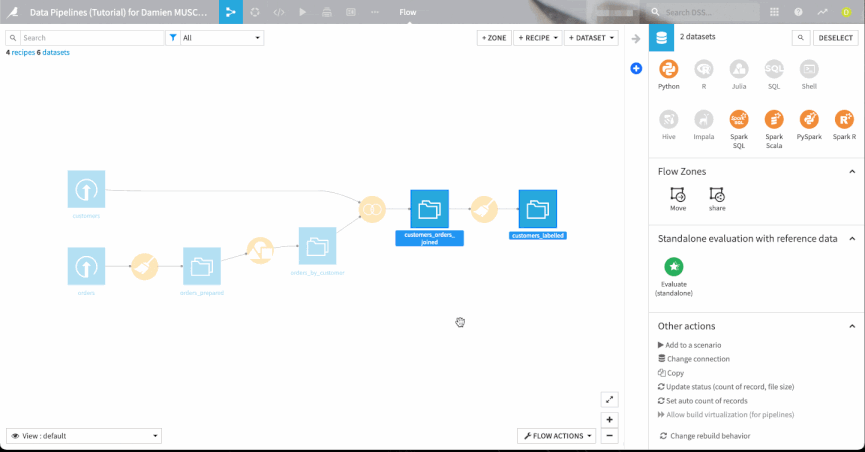 Data Pipelines (Tutorial) for Damien MUSC...
Flow
Search DSS...
D
Search
All
+ ZONE
+ RECIPE
+ DATASET
4 recipes 6 datasets
2 datasets
DESELECT
Python
R
Julia
SQL
Shell
Hive
Impala
Spark SQL
Spark Scala
PySpark
Spark R
Flow Zones
Move
share
Standalone evaluation with reference data
Evaluate
(standalone)
Other actions
Add to a scenario
Change connection
Copy
Update status (count of record, file size)
Set auto count of records
Allow build virtualization (for pipelines)
Change rebuild behavior
customers
customers_orders_
joined
customers_labelled
orders
orders_prepared
orders_by_customer
View : default
FLOW ACTIONS